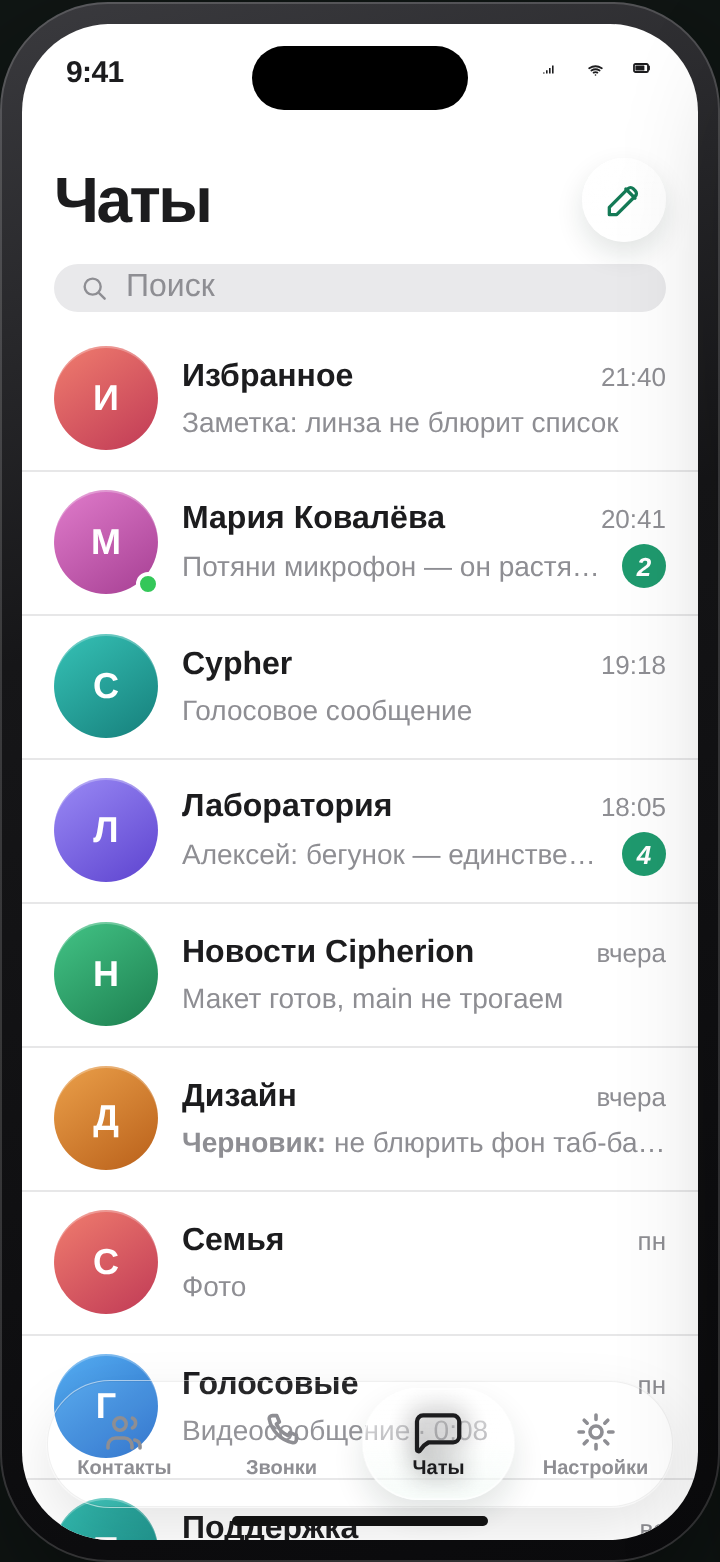 9:41
Чаты
Поиск
И
Избранное
21:40
Заметка: линза не блюрит список
М
Мария Ковалёва
20:41
Потяни микрофон — он растя…
2
C
Cypher
19:18
Голосовое сообщение
Л
Лаборатория
18:05
Алексей: бегунок — единстве…
4
Н
Новости Cipherion
вчера
Макет готов, main не трогаем
Д
Дизайн
вчера
Черновик: не блюрить фон таб-ба…
С
Семья
пн
Фото
Г
Голосовые
пн
Видеосообщение · 0:08
Контакты
Звонки
Чаты
Настройки
Поддержка